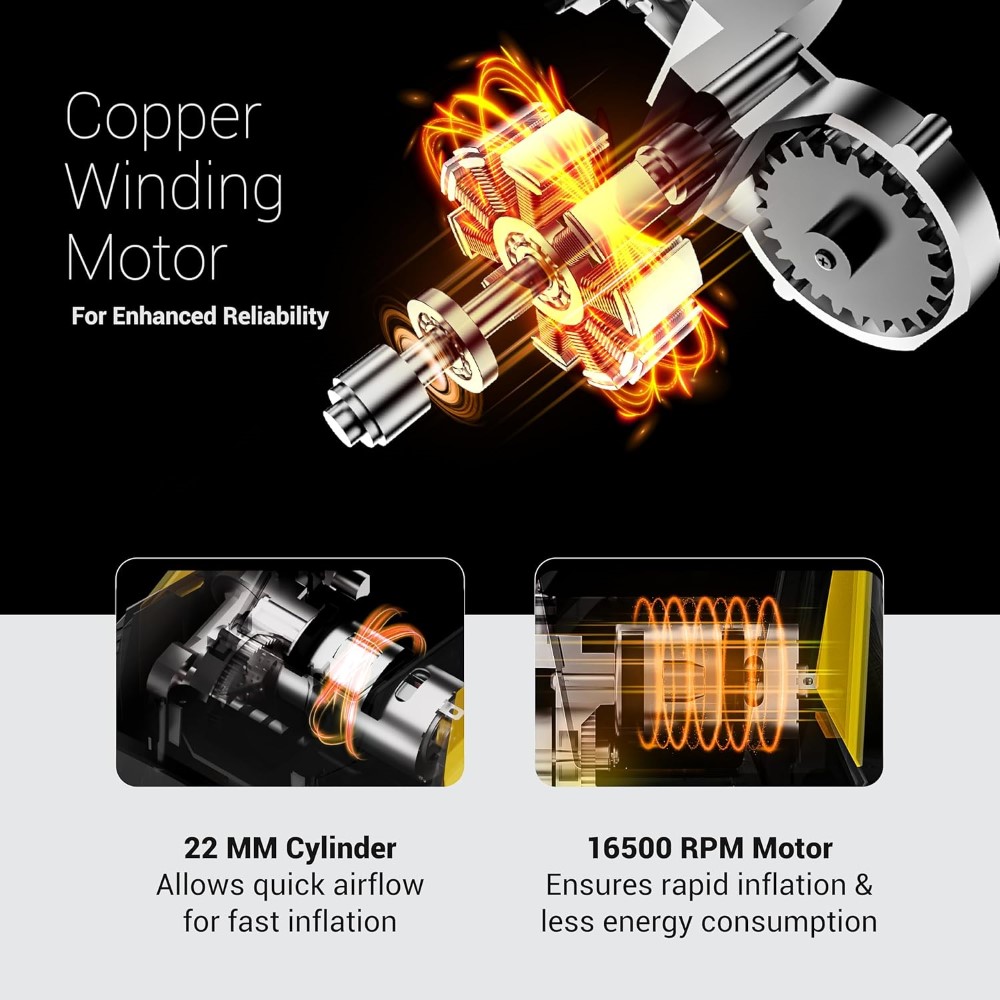 Copper
Winding
Motor
For Enhanced Reliability
22 MM Cylinder
Allows quick airflow
for fast inflation
16500 RPM Motor
Ensures rapid inflation &
less energy consumption